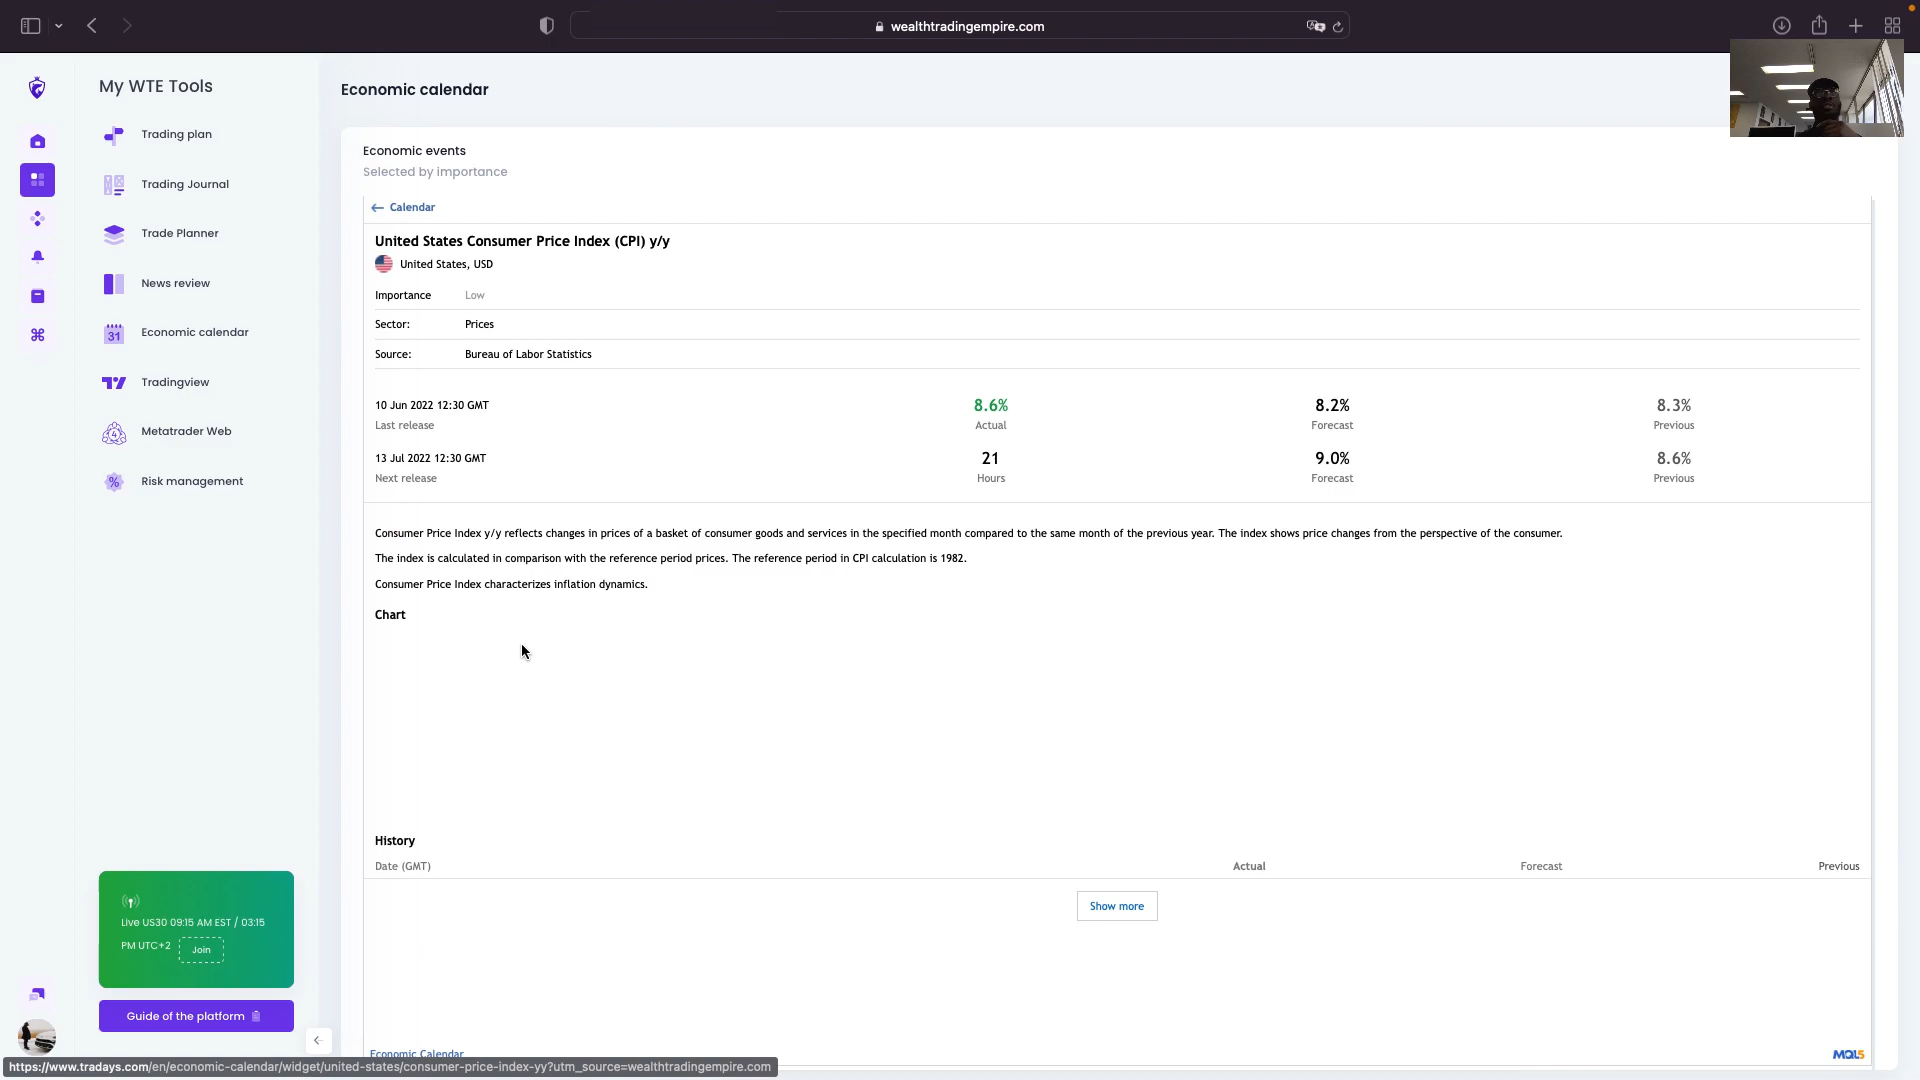 wealthtradingempire.com
My WTE Tools
Trading plan
Trading Journal
Trade Planner
News review
31
Economic calendar
Tradingview
4
Metatrader Web
%
Risk management
Live US30 09:15 AM EST / 03:15
PM UTC+2
Join
Guide of the platform
Economic calendar
Economic events
Selected by importance
← Calendar
United States Consumer Price Index (CPI) y/y
United States, USD
Importance Low
Sector: Prices
Source: Bureau of Labor Statistics
10 Jun 2022 12:30 GMT 8.6% 8.2% 8.3%
Last release Actual Forecast Previous
13 Jul 2022 12:30 GMT 21 9.0% 8.6%
Next release Hours Forecast Previous
Consumer Price Index y/y reflects changes in prices of a basket of consumer goods and services in the specified month compared to the same month of the previous year. The index shows price changes from the perspective of the consumer.
The index is calculated in comparison with the reference period prices. The reference period in CPI calculation is 1982.
Consumer Price Index characterizes inflation dynamics.
Chart
History
Date (GMT) Actual Forecast Previous
Show more
Economic Calendar
MQL5
https://www.tradays.com/en/economic-calendar/widget/united-states/consumer-price-index-yy?utm_source=wealthtradingempire.com